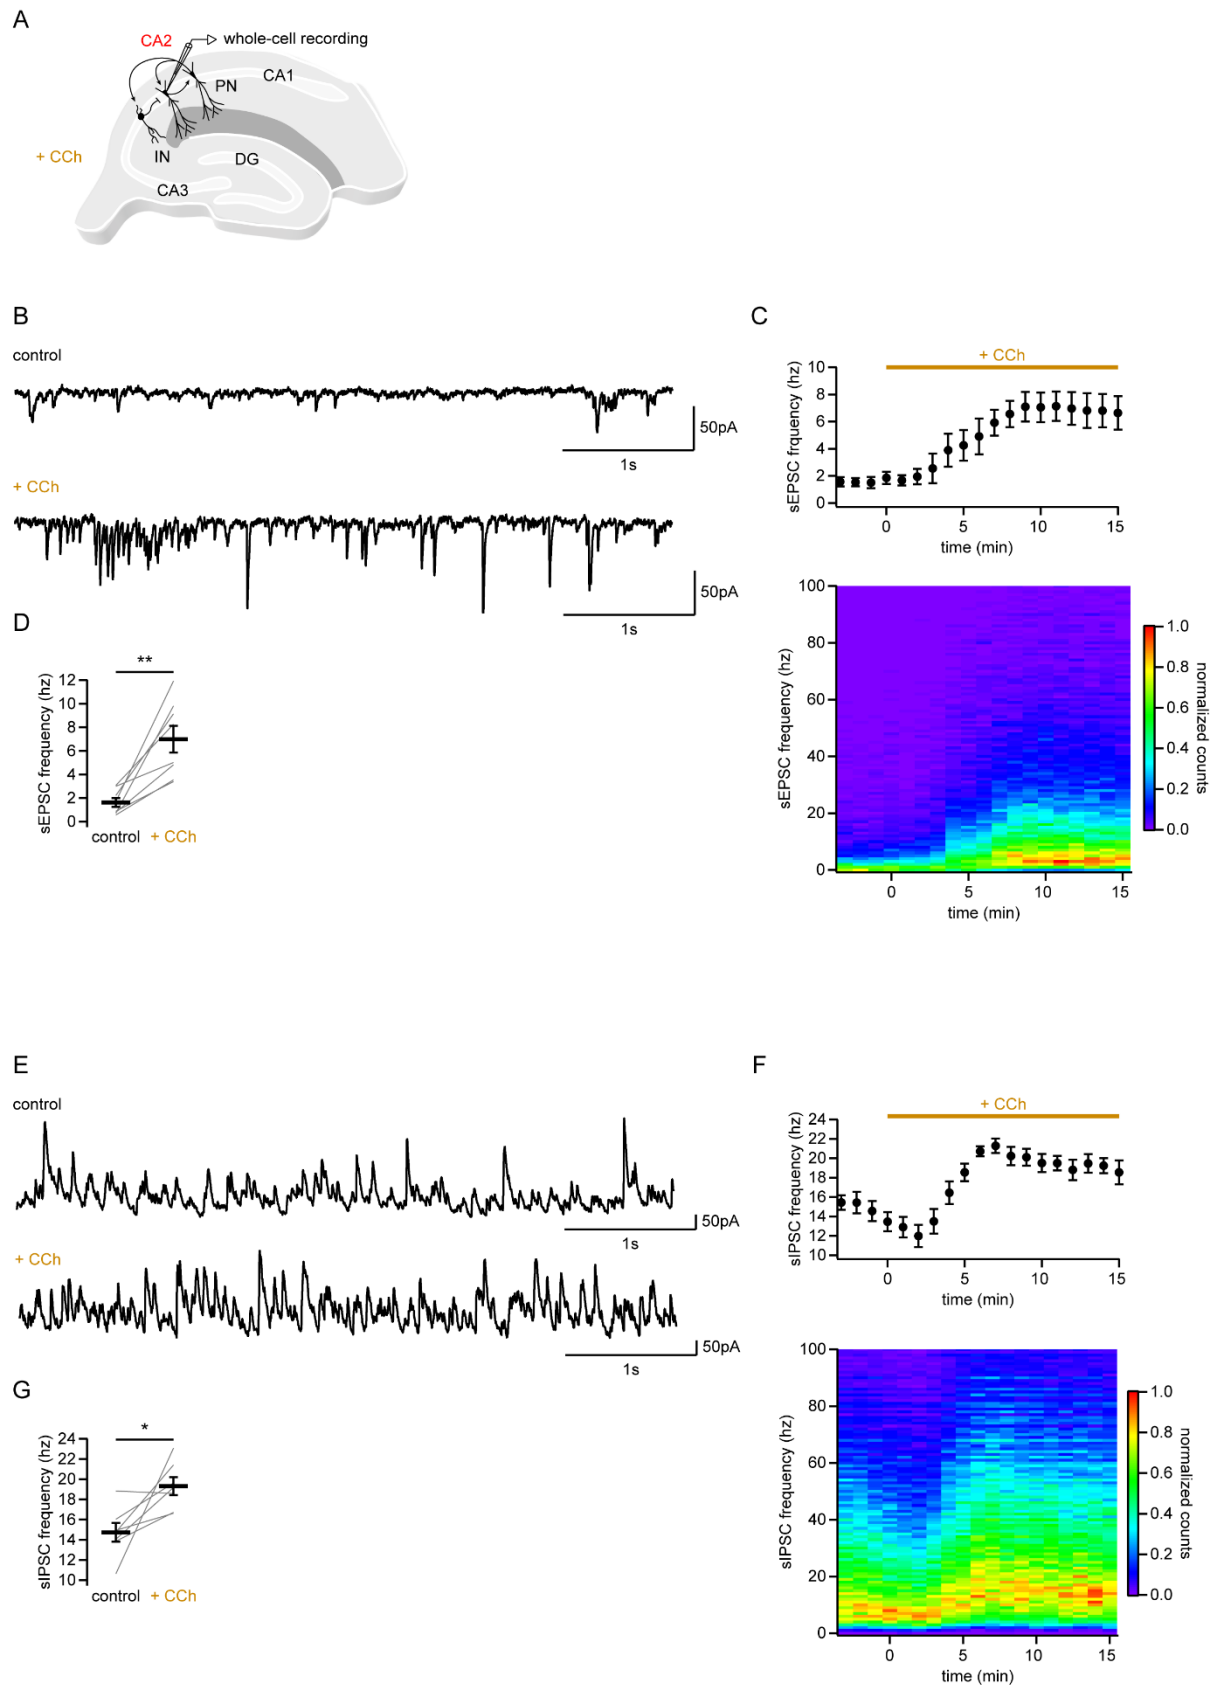 A
CA2
whole-cell recording
PN
CA1
+ CCh
IN
DG
CA3
B
control
50pA
1s
+ CCh
50pA
1s
C
+ CCh
sEPSC frquency (hz)
10
8
6
4
2
0
0 5 10 15
time (min)
sEPSC frequency (hz)
100
80
60
40
20
0
0 5 10 15
time (min)
1.0
0.8
0.6
0.4
0.2
0.0
normalized counts
D
**
sEPSC frequency (hz)
12
10
8
6
4
2
0
control + CCh
E
control
50pA
1s
+ CCh
50pA
1s
F
+ CCh
sIPSC frequency (hz)
24
22
20
18
16
14
12
10
0 5 10 15
time (min)
sIPSC frequency (hz)
100
80
60
40
20
0
0 5 10 15
time (min)
1.0
0.8
0.6
0.4
0.2
0.0
normalized counts
G
*
sIPSC frequency (hz)
24
22
20
18
16
14
12
10
control + CCh